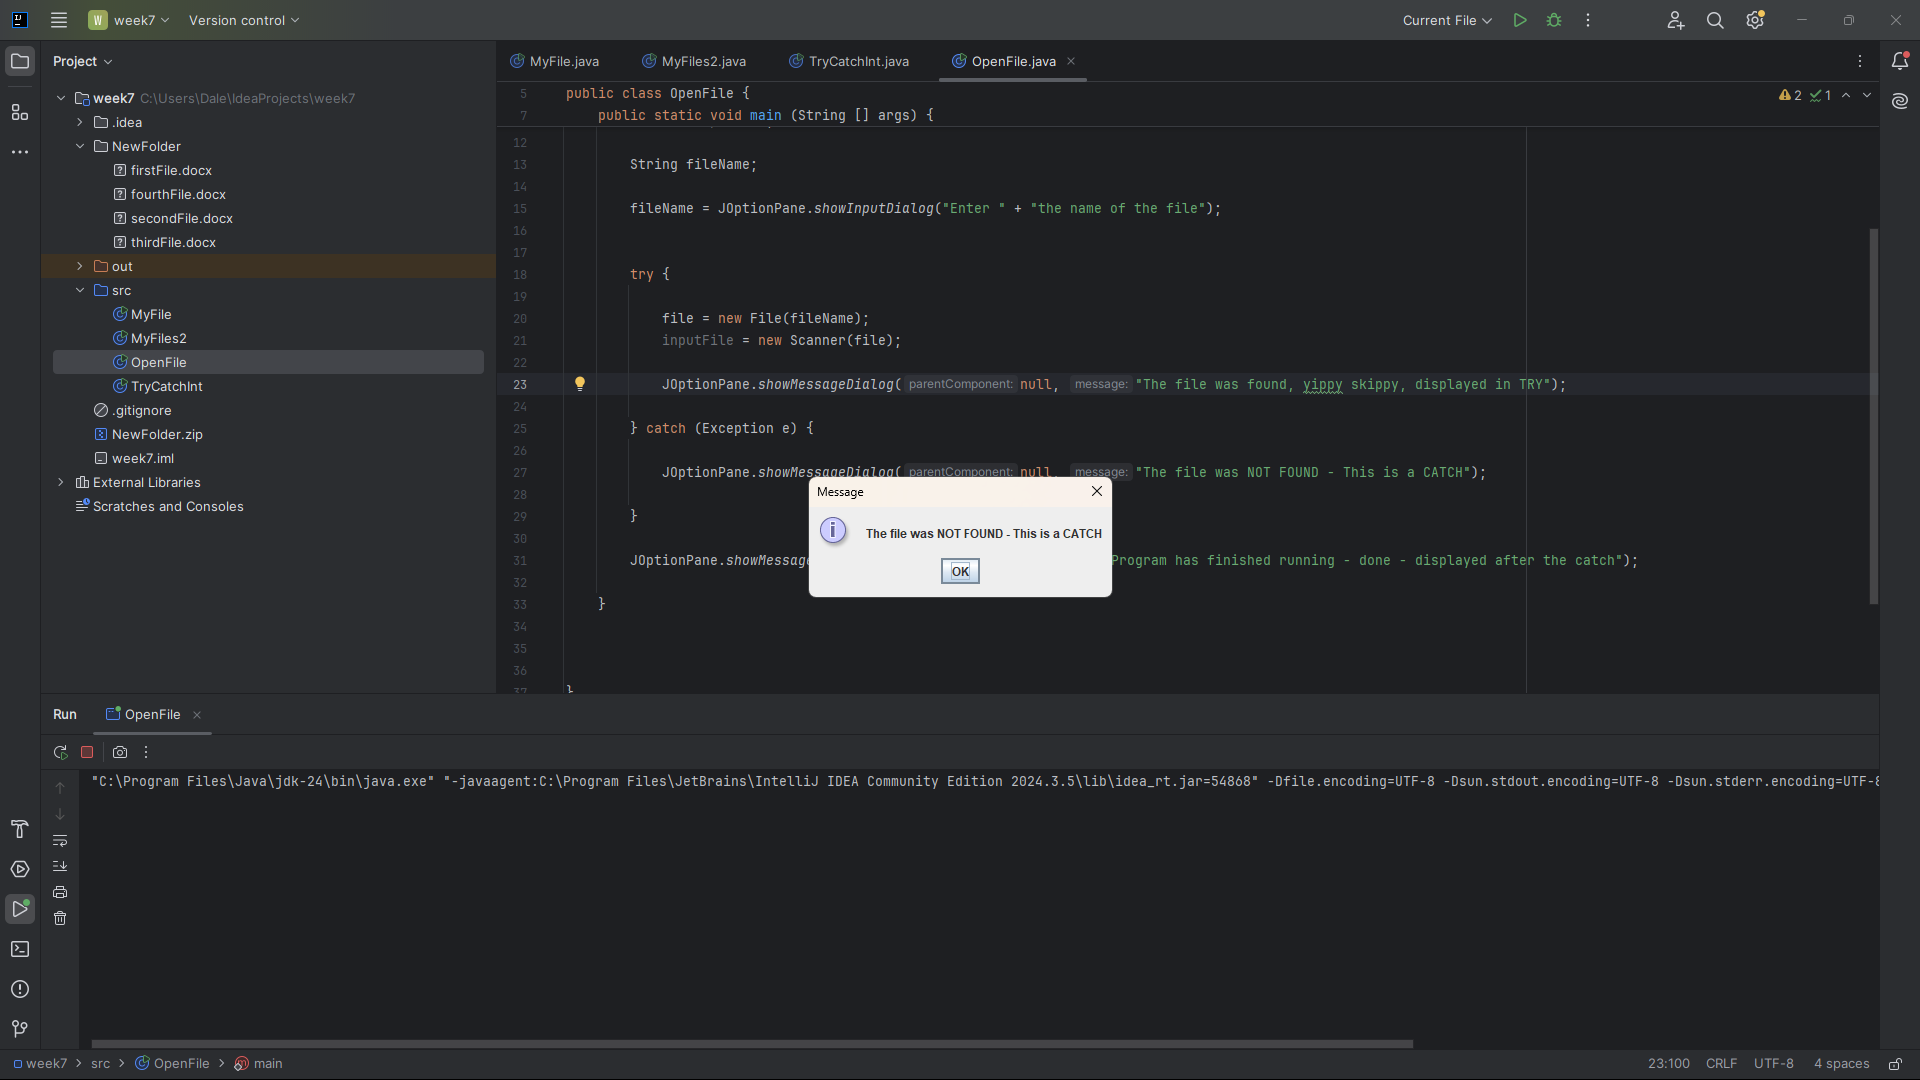 W week7 Version control Current File
Project
MyFile.java MyFiles2.java TryCatchInt.java OpenFile.java
week7 C:\Users\Dale\IdeaProjects\week7
.idea
NewFolder
firstFile.docx
fourthFile.docx
secondFile.docx
thirdFile.docx
out
src
MyFile
MyFiles2
OpenFile
TryCatchInt
.gitignore
NewFolder.zip
week7.iml
External Libraries
Scratches and Consoles
2 1
5 public class OpenFile {
7 public static void main (String [] args) {
12
13 String fileName;
14
15 fileName = JOptionPane.showInputDialog("Enter " + "the name of the file");
16
17
18 try {
19
20 file = new File(fileName);
21 inputFile = new Scanner(file);
22
23 JOptionPane.showMessageDialog( parentComponent: null, message: "The file was found, yippy skippy, displayed in TRY");
24
25 } catch (Exception e) {
26
27 JOptionPane.showMessageDialog( parentComponent: null, message: "The file was NOT FOUND - This is a CATCH");
28
29 }
30
31 JOptionPane.showMessag Program has finished running - done - displayed after the catch");
32
33 }
34
35
36
37 }
Message
The file was NOT FOUND - This is a CATCH
OK
Run OpenFile
"C:\Program Files\Java\jdk-24\bin\java.exe" "-javaagent:C:\Program Files\JetBrains\IntelliJ IDEA Community Edition 2024.3.5\lib\idea_rt.jar=54868" -Dfile.encoding=UTF-8 -Dsun.stdout.encoding=UTF-8 -Dsun.stderr.encoding=UTF-8
week7 > src > OpenFile > main
23:100 CRLF UTF-8 4 spaces